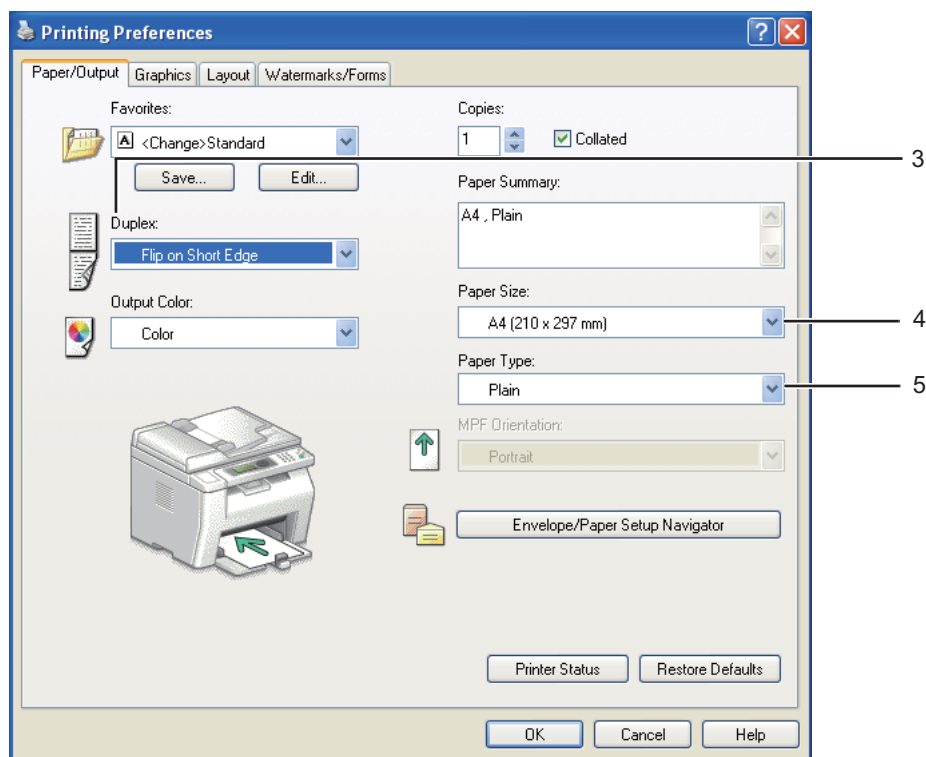 Printing Preferences
Paper/Output Graphics Layout Watermarks/Forms
Favorites:
A <Change>Standard
Save... Edit...
Duplex:
Flip on Short Edge
Output Color:
Color
Copies:
1 Collated
Paper Summary:
A4 , Plain
Paper Size:
A4 (210 x 297 mm)
Paper Type:
Plain
MPF Orientation:
Portrait
Envelope/Paper Setup Navigator
Printer Status Restore Defaults
OK Cancel Help
3
4
5